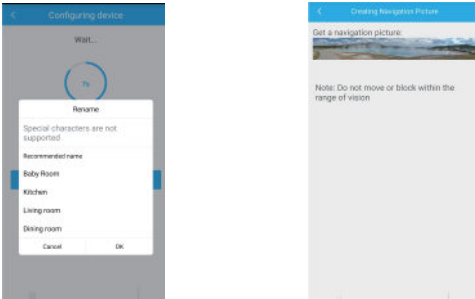 Configuring device
Wait...
7s
Rename
Special characters are not
supported
Recommended name
Baby Room
Kitchen
Living room
Dining room
Cancel
OK
Creating Navigation Picture
Get a navigation picture:
Note: Do not move or block within the
range of vision